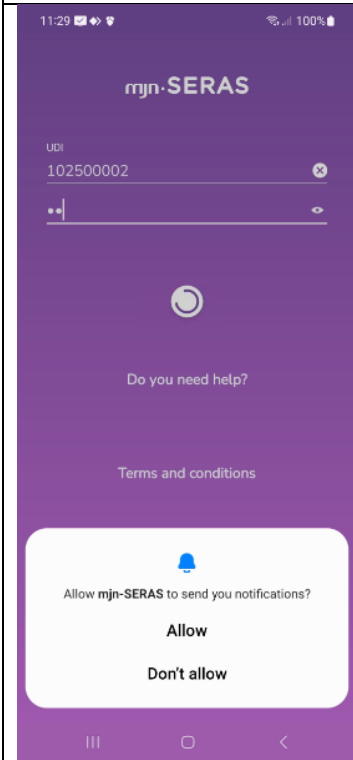 11:29 100%
mjn·SERAS
UDI
102500002
Do you need help?
Terms and conditions
Allow mjn-SERAS to send you notifications?
Allow
Don't allow